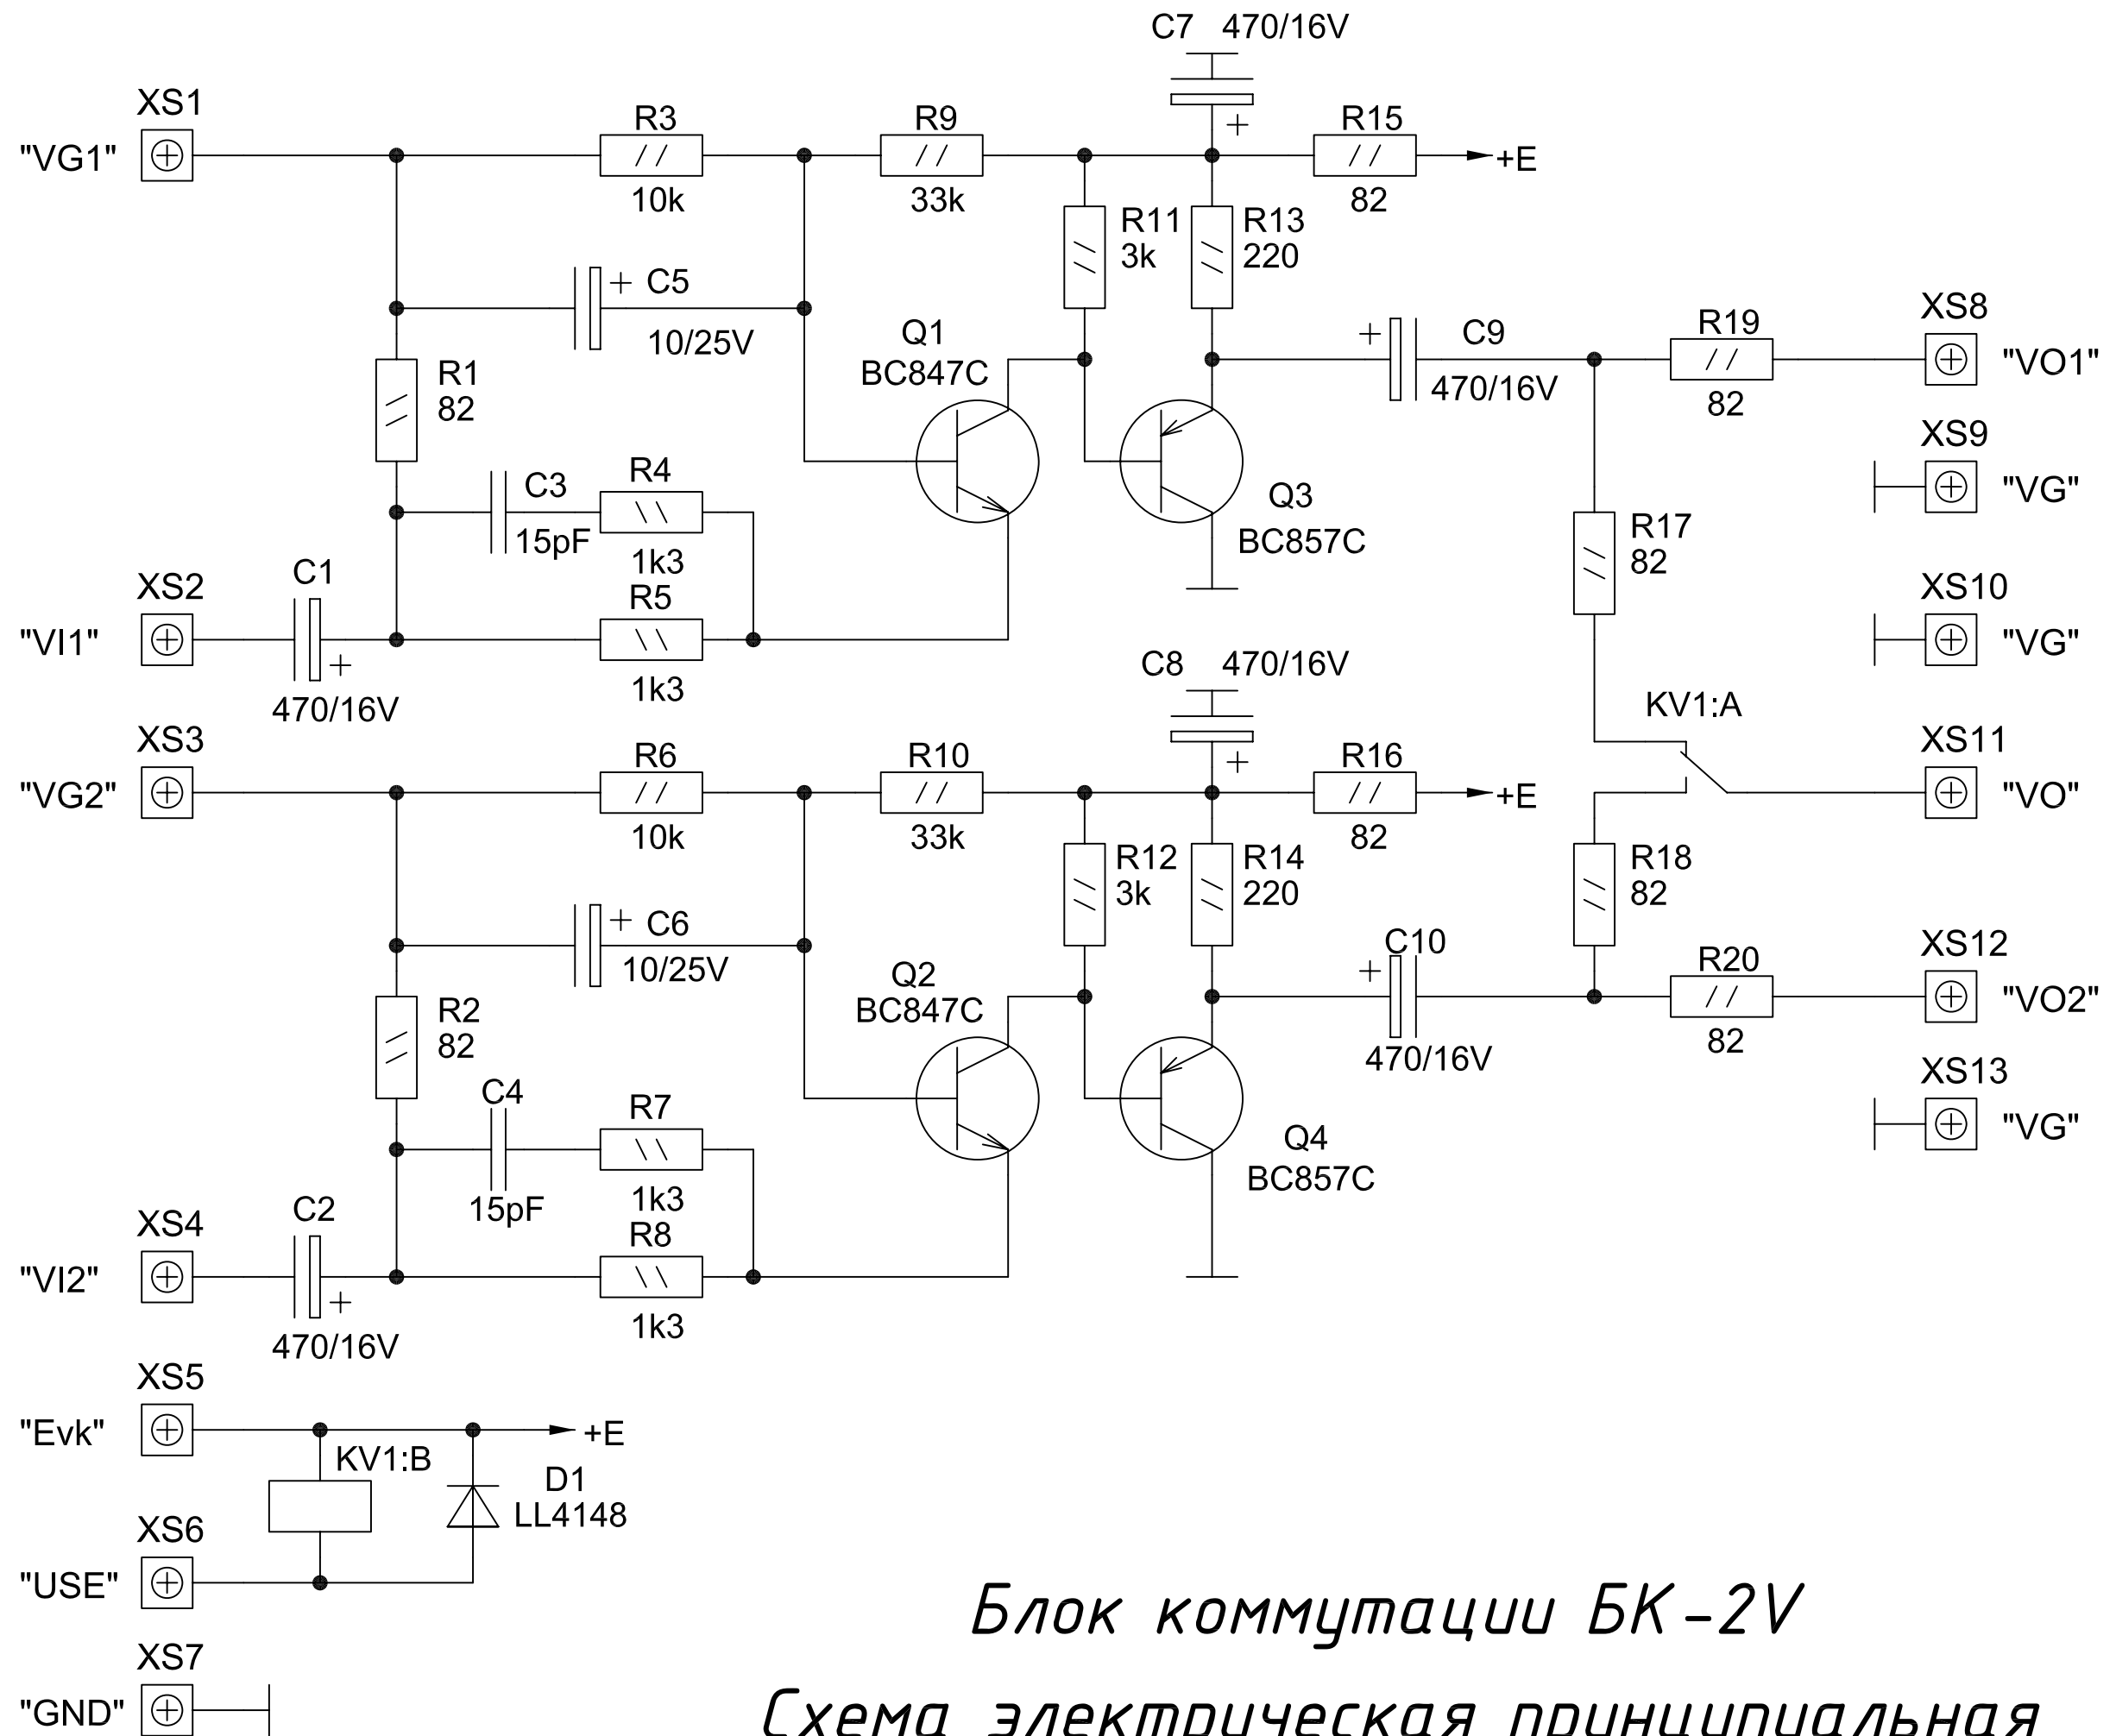 C7 470/16V
XS1
R3
R9
R15
"VG1"
+E
10k
33k
82
R11
3k
R13
220
+ C5
10/25V
Q1
BC847C
XS8
R19
C9
"VO1"
R1
82
470/16V
82
XS9
R4
C3
Q3
"VG"
R17
82
15pF
BC857C
1k3
C1
XS2
R5
XS10
"VI1"
"VG"
C8 470/16V
1k3
470/16V
KV1:A
XS3
R6
R10
R16
XS11
"VG2"
+E
"VO"
10k
33k
82
R12
3k
R14
220
R18
82
+ C6
10/25V
C10
XS12
R20
Q2
BC847C
"VO2"
R2
82
82
470/16V
XS13
C4
R7
"VG"
Q4
BC857C
1k3
15pF
C2
XS4
R8
"VI2"
1k3
470/16V
XS5
"Evk"
+E
KV1:B
D1
LL4148
XS6
"USE"
Блок коммутации БК-2V
XS7
"GND"
Схема электрическая принципиальная